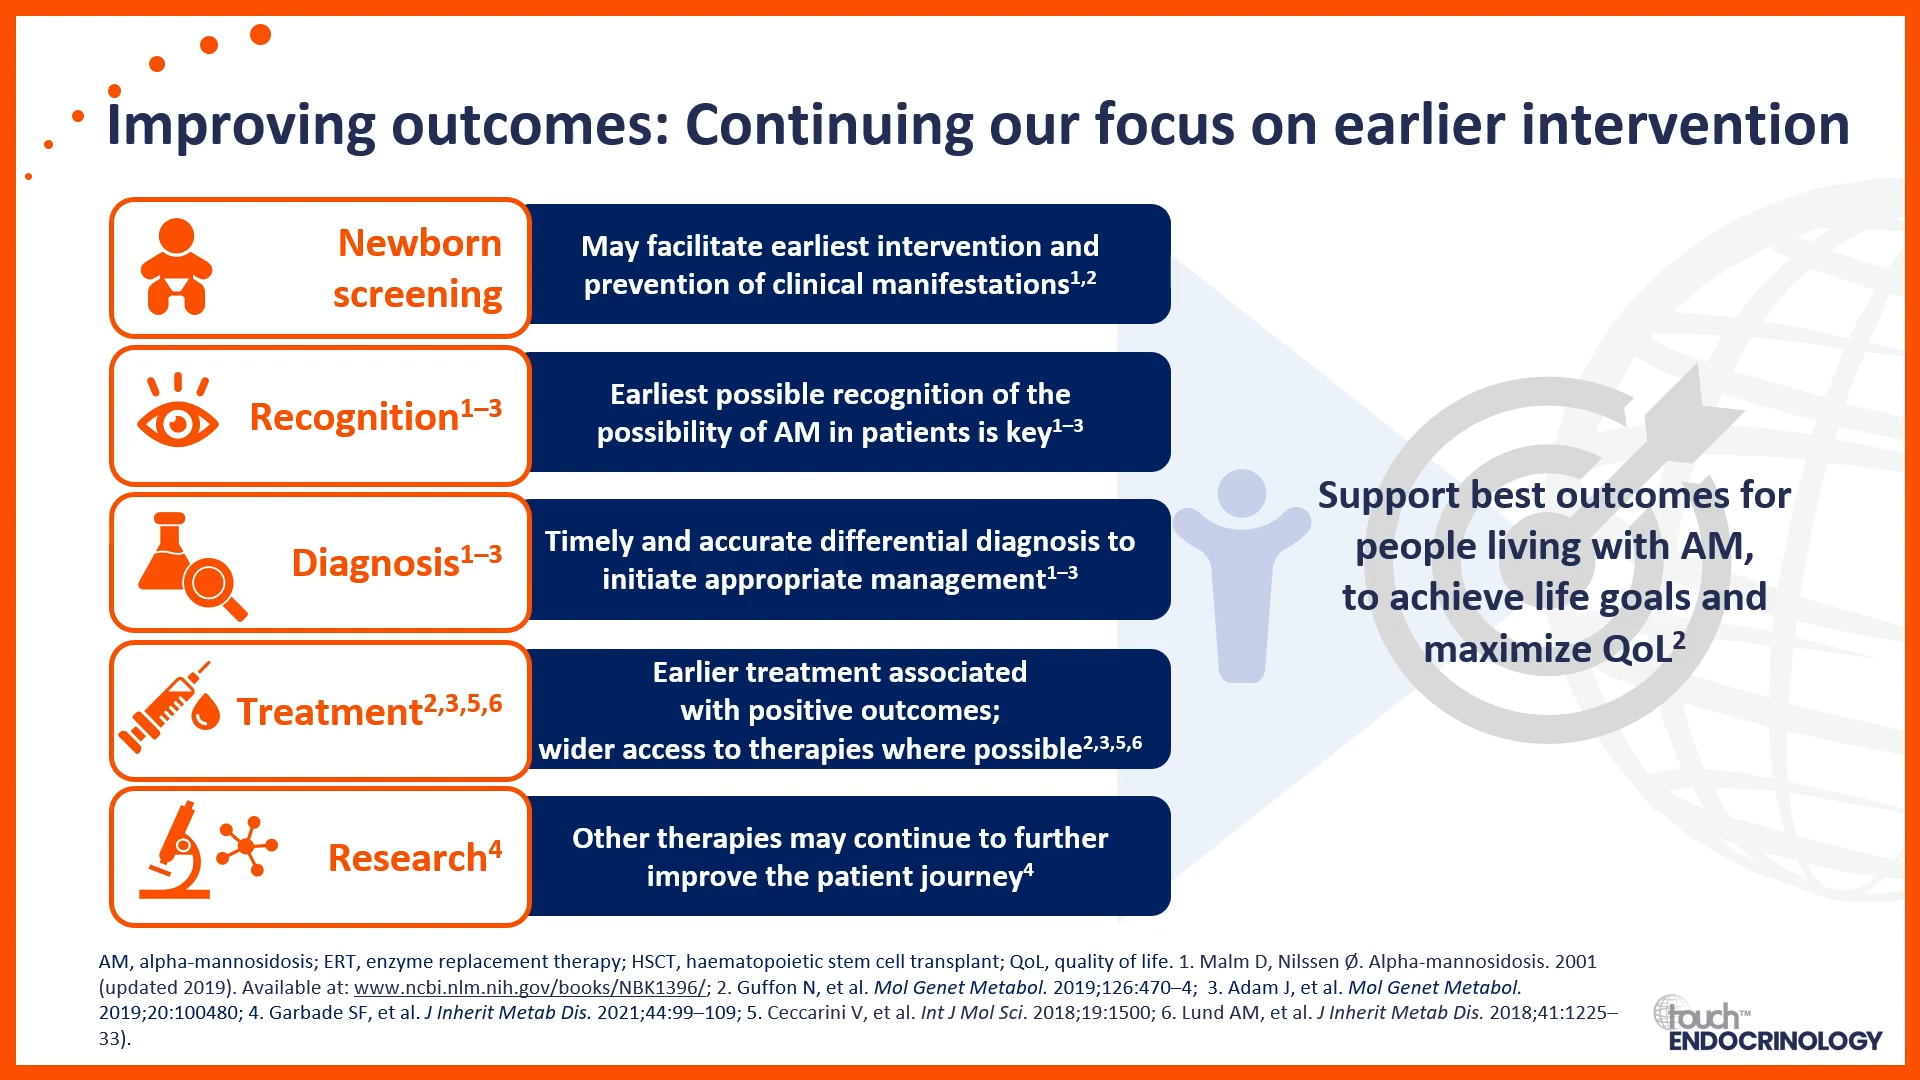 Improving outcomes: Continuing our focus on earlier intervention
Newborn
screening
May facilitate earliest intervention and
prevention of clinical manifestations1,2
Recognition1–3
Earliest possible recognition of the
possibility of AM in patients is key1–3
Diagnosis1–3
Timely and accurate differential diagnosis to
initiate appropriate management1–3
Treatment2,3,5,6
Earlier treatment associated
with positive outcomes;
wider access to therapies where possible2,3,5,6
Research4
Other therapies may continue to further
improve the patient journey4
Support best outcomes for
people living with AM,
to achieve life goals and
maximize QoL2
AM, alpha-mannosidosis; ERT, enzyme replacement therapy; HSCT, haematopoietic stem cell transplant; QoL, quality of life. 1. Malm D, Nilssen Ø. Alpha-mannosidosis. 2001
(updated 2019). Available at: www.ncbi.nlm.nih.gov/books/NBK1396/; 2. Guffon N, et al. Mol Genet Metabol. 2019;126:470–4; 3. Adam J, et al. Mol Genet Metabol.
2019;20:100480; 4. Garbade SF, et al. J Inherit Metab Dis. 2021;44:99–109; 5. Ceccarini V, et al. Int J Mol Sci. 2018;19:1500; 6. Lund AM, et al. J Inherit Metab Dis. 2018;41:1225–
33).
touch™
ENDOCRINOLOGY